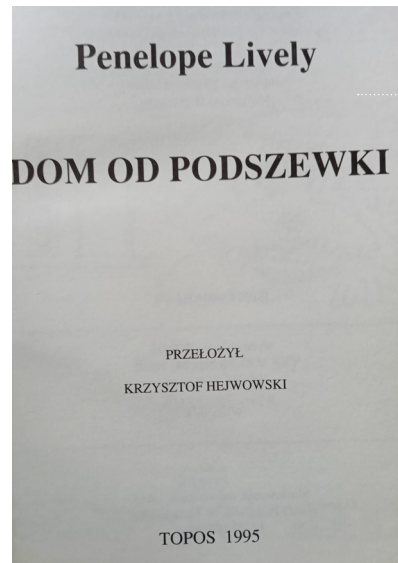 Penelope Lively
DOM OD PODSZEWKI
PRZEŁOŻYŁ
KRZYSZTOF HEJWOWSKI
TOPOS 1995